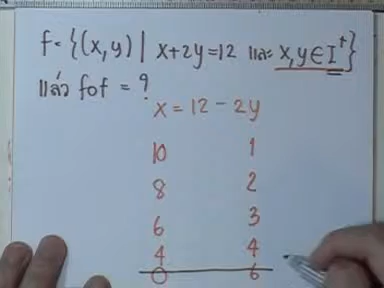 f = {(x,y) | x+2y=12 และ x,y ∈ I⁺}
แล้ว fof = ?
x = 12 - 2y
10 1
8 2
6 3
4 4
0 6